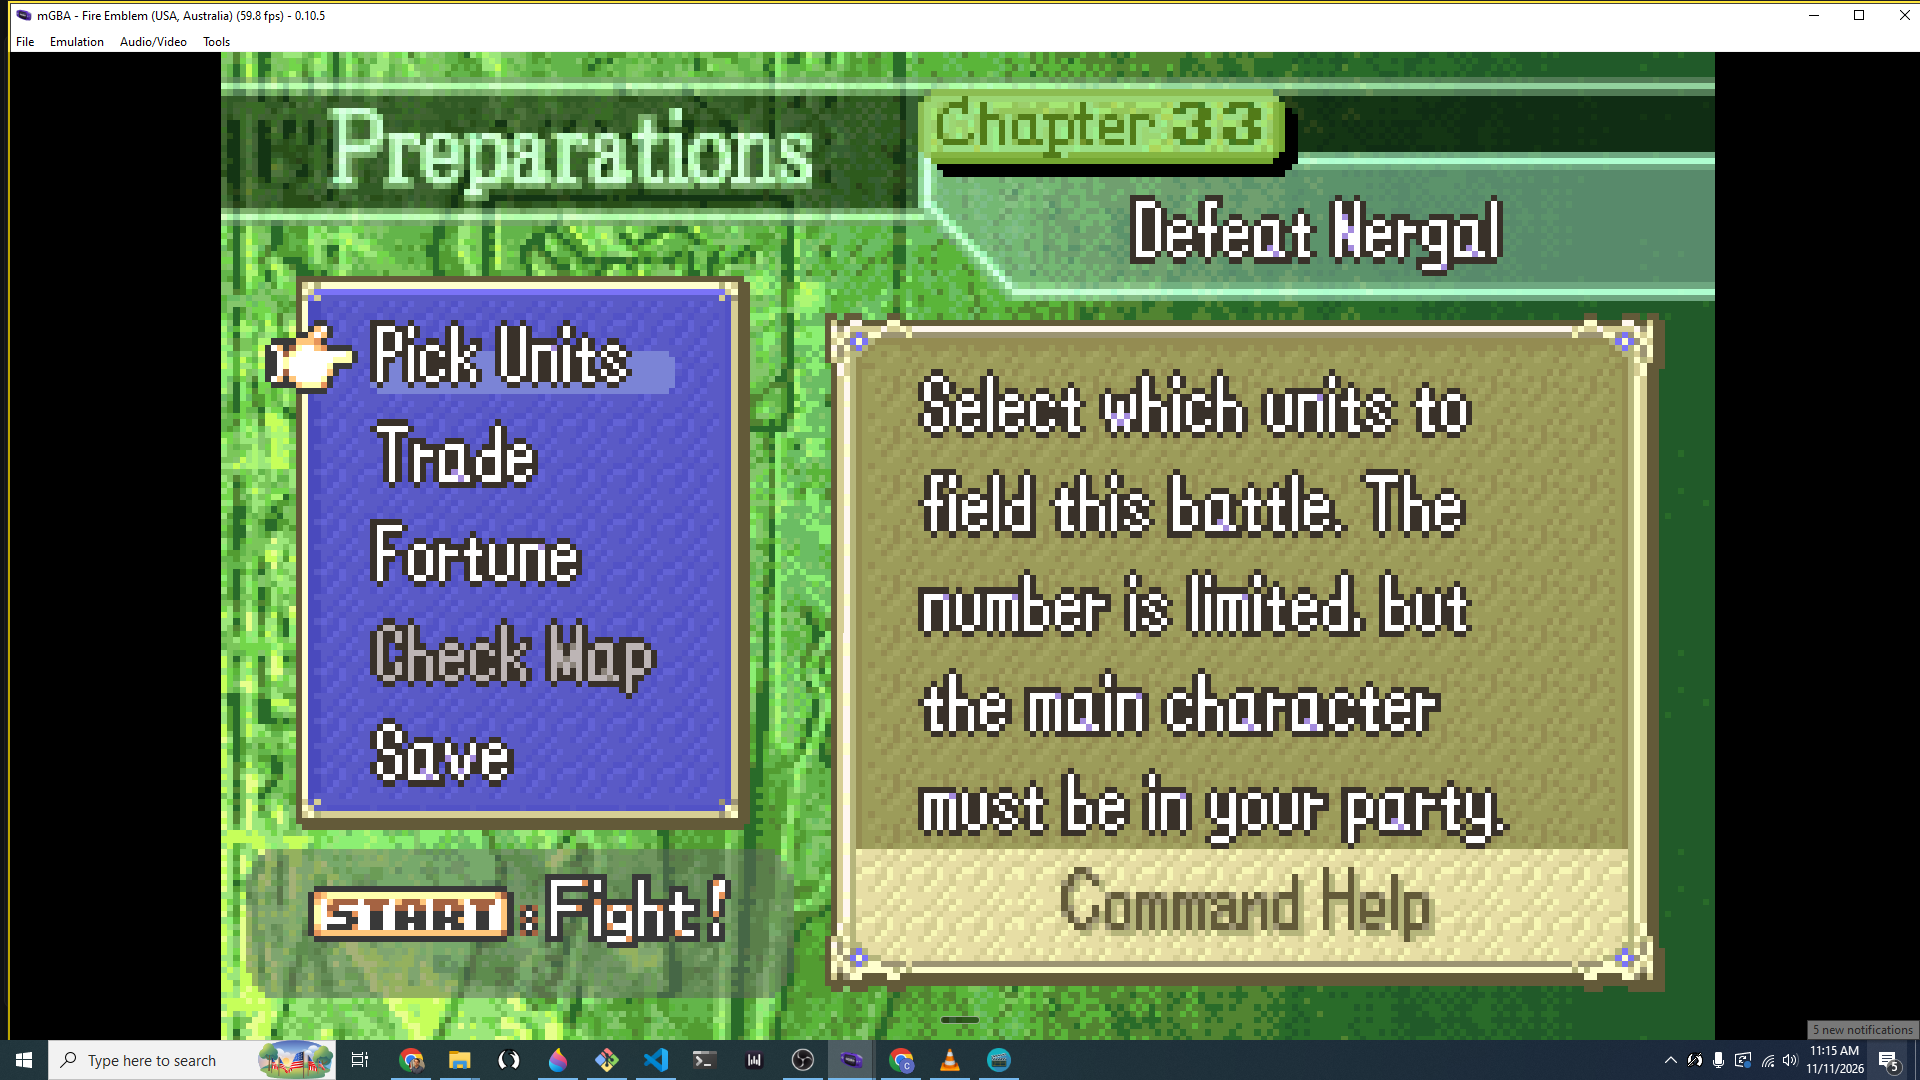 mGBA - Fire Emblem (USA, Australia) (59.8 fps) - 0.10.5
File Emulation Audio/Video Tools
Preparations
Chapter 33
Defeat Nergal
Pick Units
Trade
Fortune
Check Map
Save
START : Fight!
Select which units to
field this battle. The
number is limited, but
the main character
must be in your party.
Command Help
5 new notifications
Type here to search
11:15 AM
11/11/2026
5